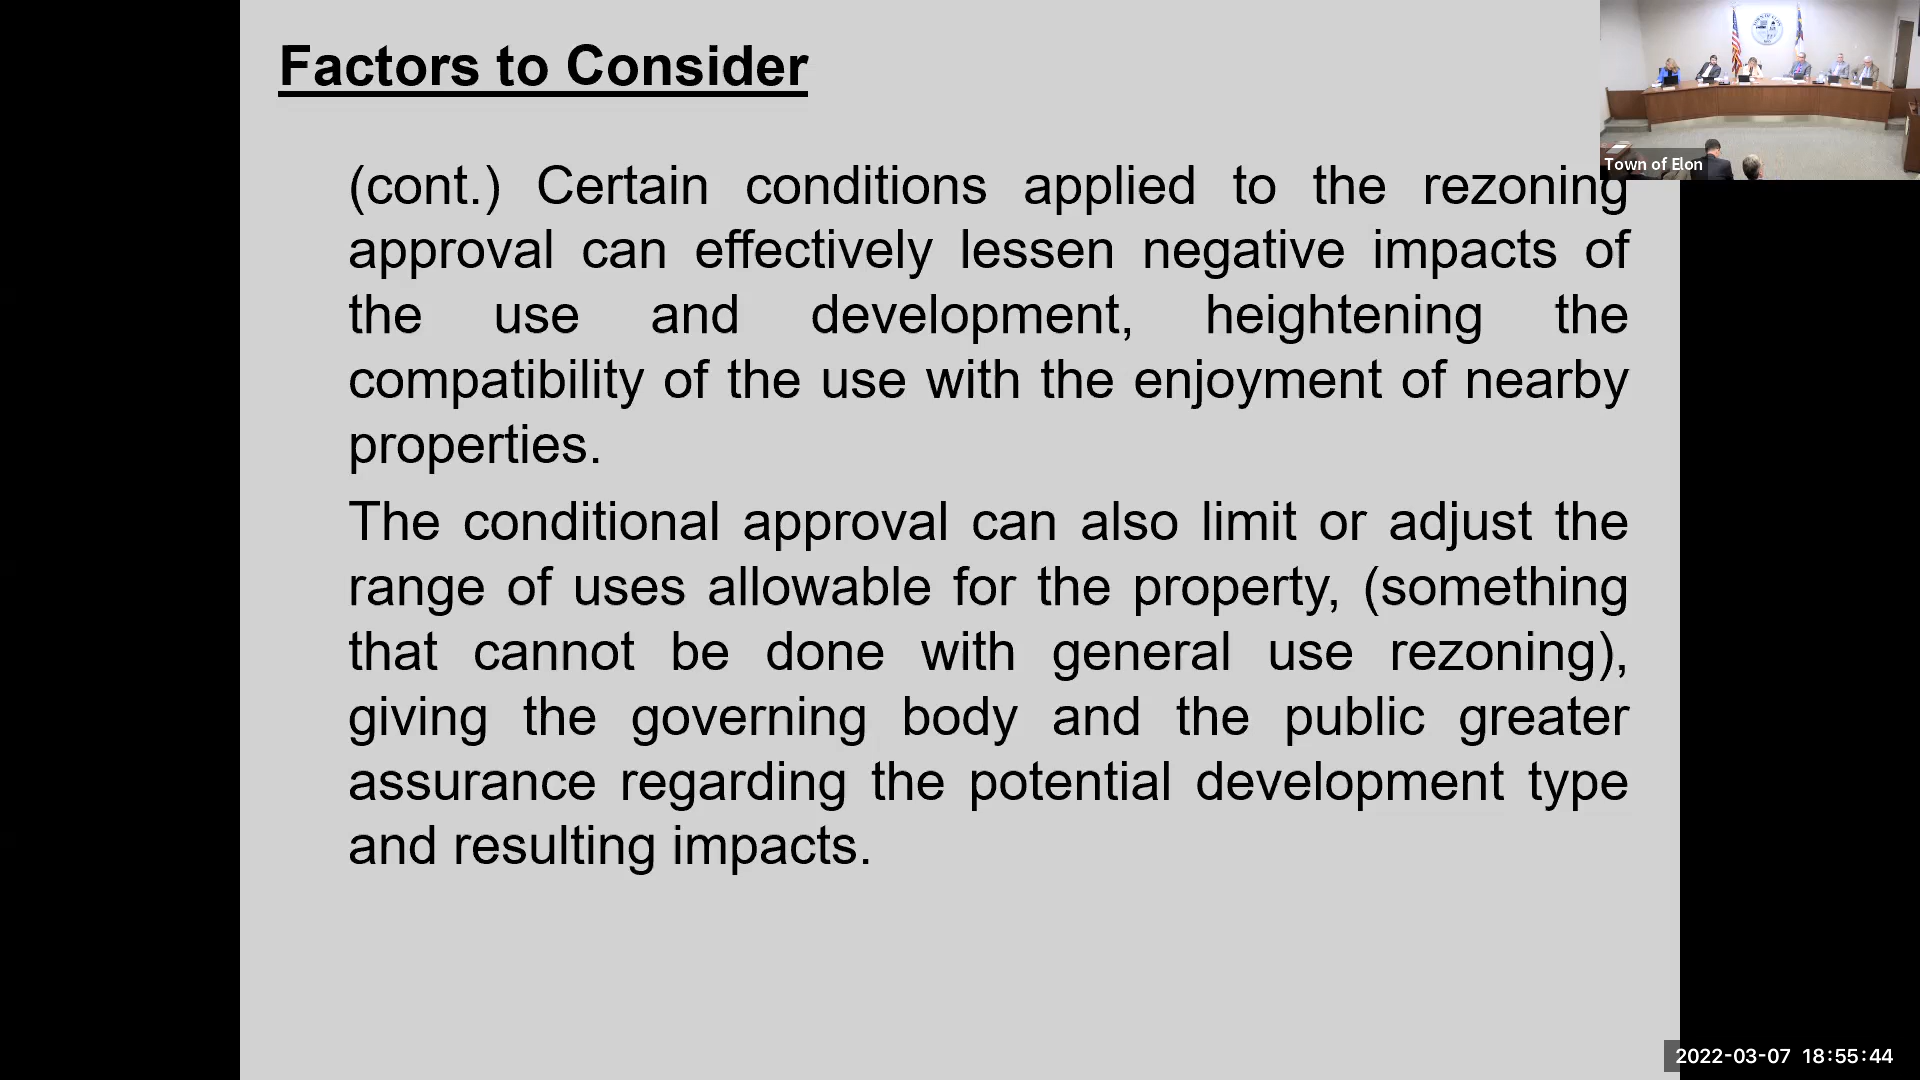 Factors to Consider
(cont.) Certain conditions applied to the rezoning
approval can effectively lessen negative impacts of
the use and development, heightening the
compatibility of the use with the enjoyment of nearby
properties.
The conditional approval can also limit or adjust the
range of uses allowable for the property, (something
that cannot be done with general use rezoning),
giving the governing body and the public greater
assurance regarding the potential development type
and resulting impacts.
Town of Elon
2022-03-07 18:55:44